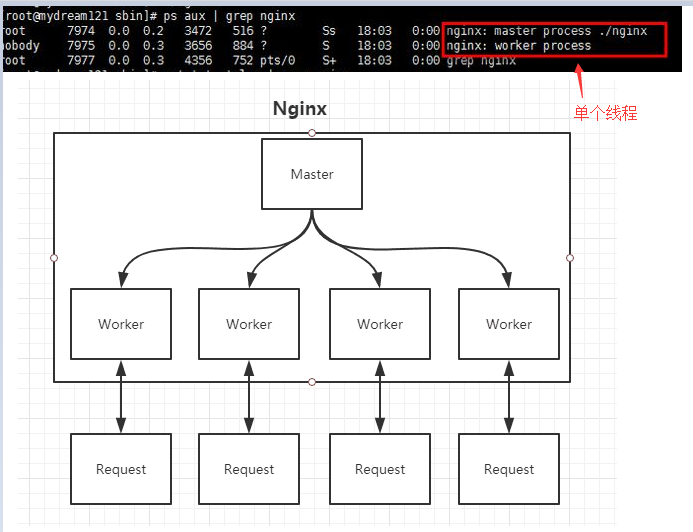 root@mydream121 sbin]# ps aux | grep nginx
root 7974 0.0 0.2 3472 516 ? Ss 18:03 0:00 nginx: master process ./nginx
nobody 7975 0.0 0.3 3656 884 ? S 18:03 0:00 nginx: worker process
root 7977 0.0 0.3 4356 752 pts/0 S+ 18:03 0:00 grep nginx
单个线程
Nginx
Master
Worker Worker Worker Worker
Request Request Request Request